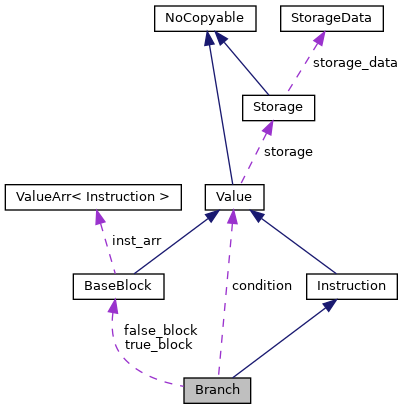 NoCopyable
StorageData
storage_data
Storage
storage
ValueArr< Instruction >
Value
inst_arr
BaseBlock
condition
Instruction
false_block
true_block
Branch